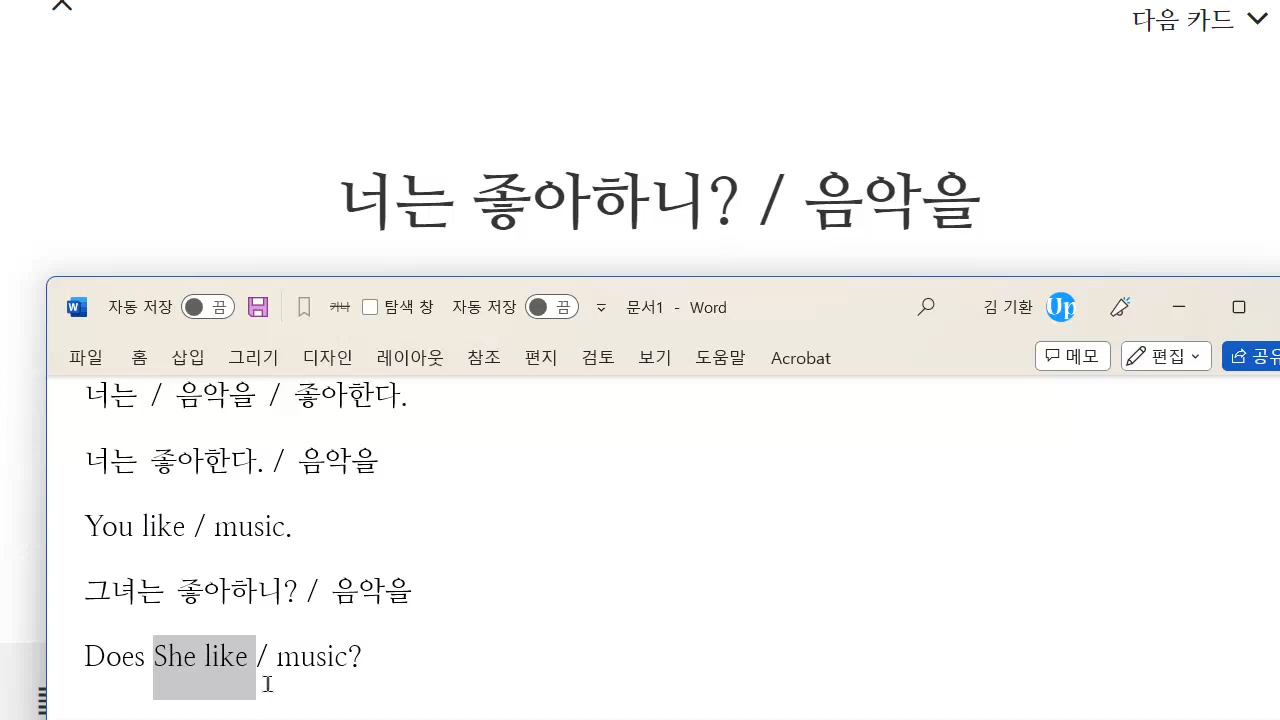 다음 카드
너는 좋아하니? / 음악을
자동 저장 끔 가나 탐색 창 자동 저장 끔 문서1 - Word 김 기환 Up
파일 홈 삽입 그리기 디자인 레이아웃 참조 편지 검토 보기 도움말 Acrobat 메모 편집 공유
너는 / 음악을 / 좋아한다.
너는 좋아한다. / 음악을
You like / music.
그녀는 좋아하니? / 음악을
Does She like / music?